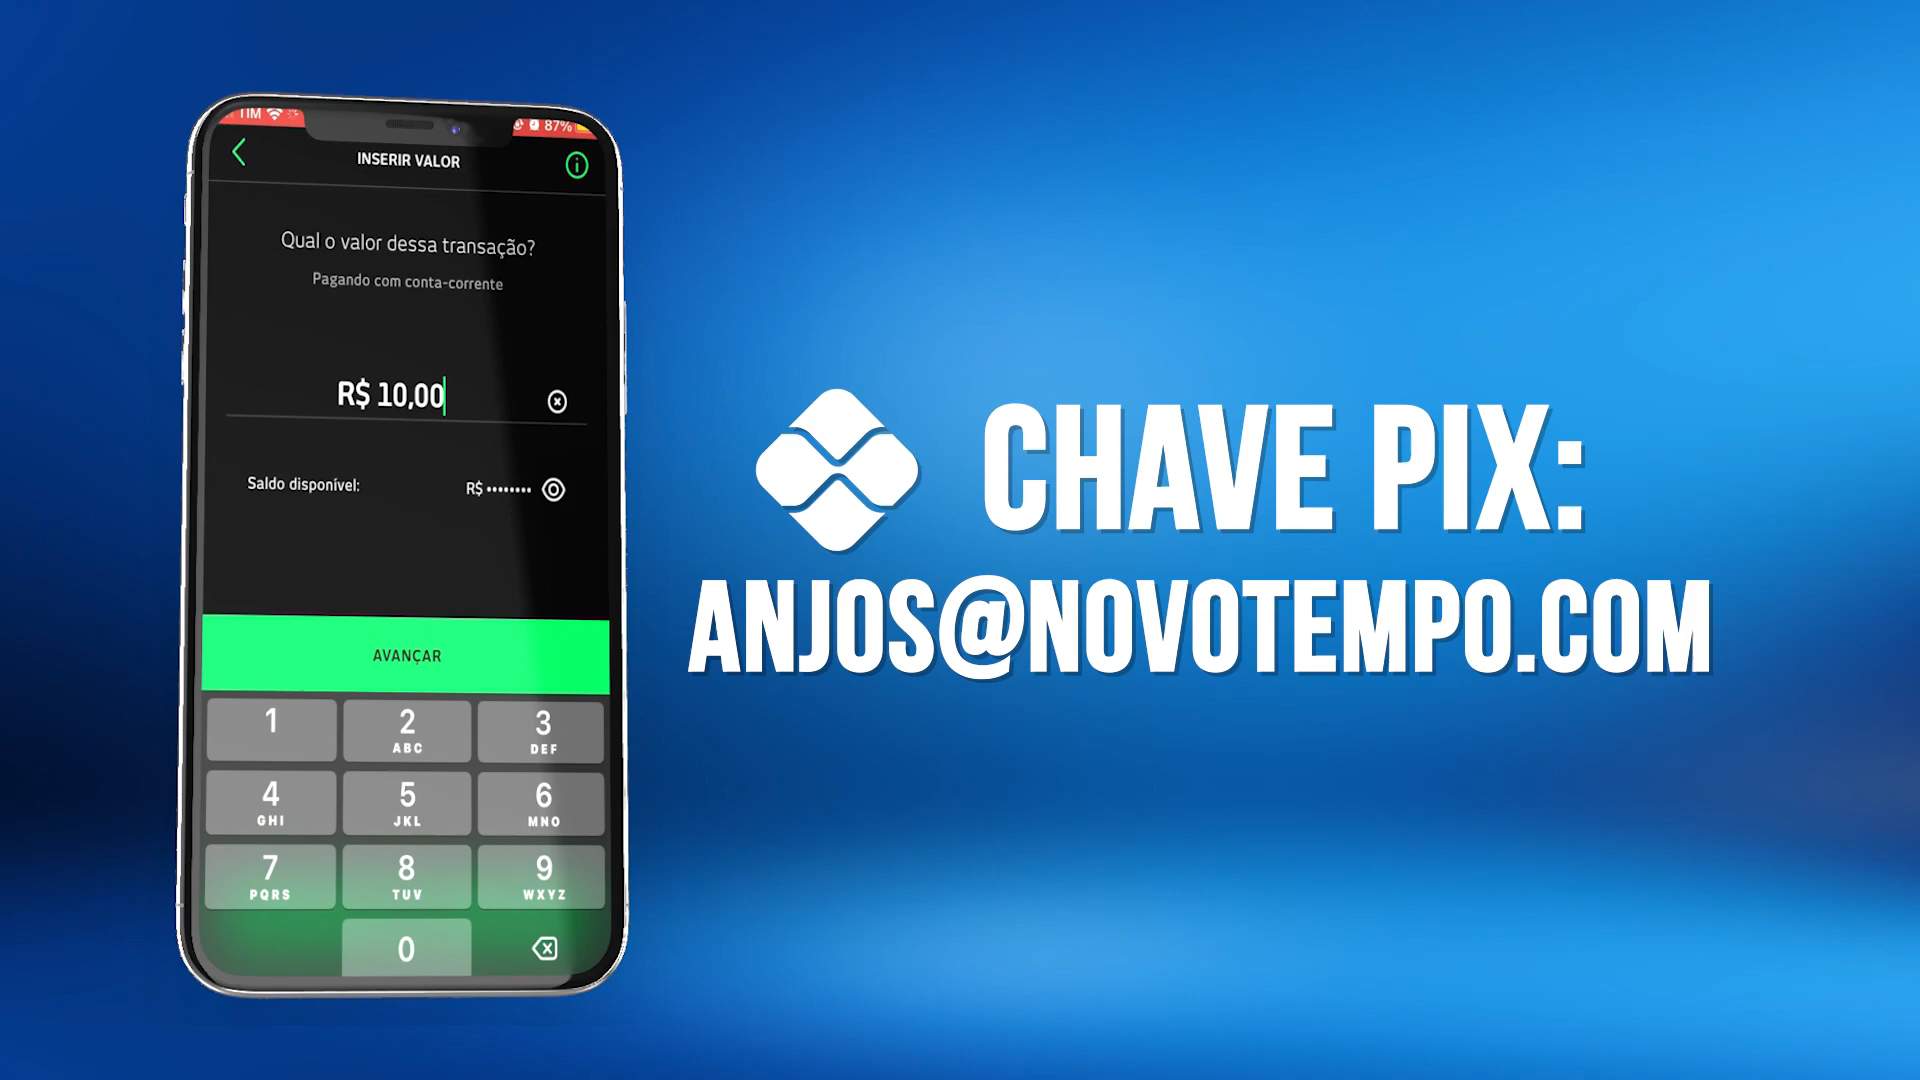 TIM
87%
INSERIR VALOR
Qual o valor dessa transação?
Pagando com conta-corrente
R$ 10,00
Saldo disponível:
R$ ••••••••
AVANÇAR
1
2
ABC
3
DEF
4
GHI
5
JKL
6
MNO
7
PQRS
8
TUV
9
WXYZ
0
CHAVE PIX:
ANJOS@NOVOTEMPO.COM